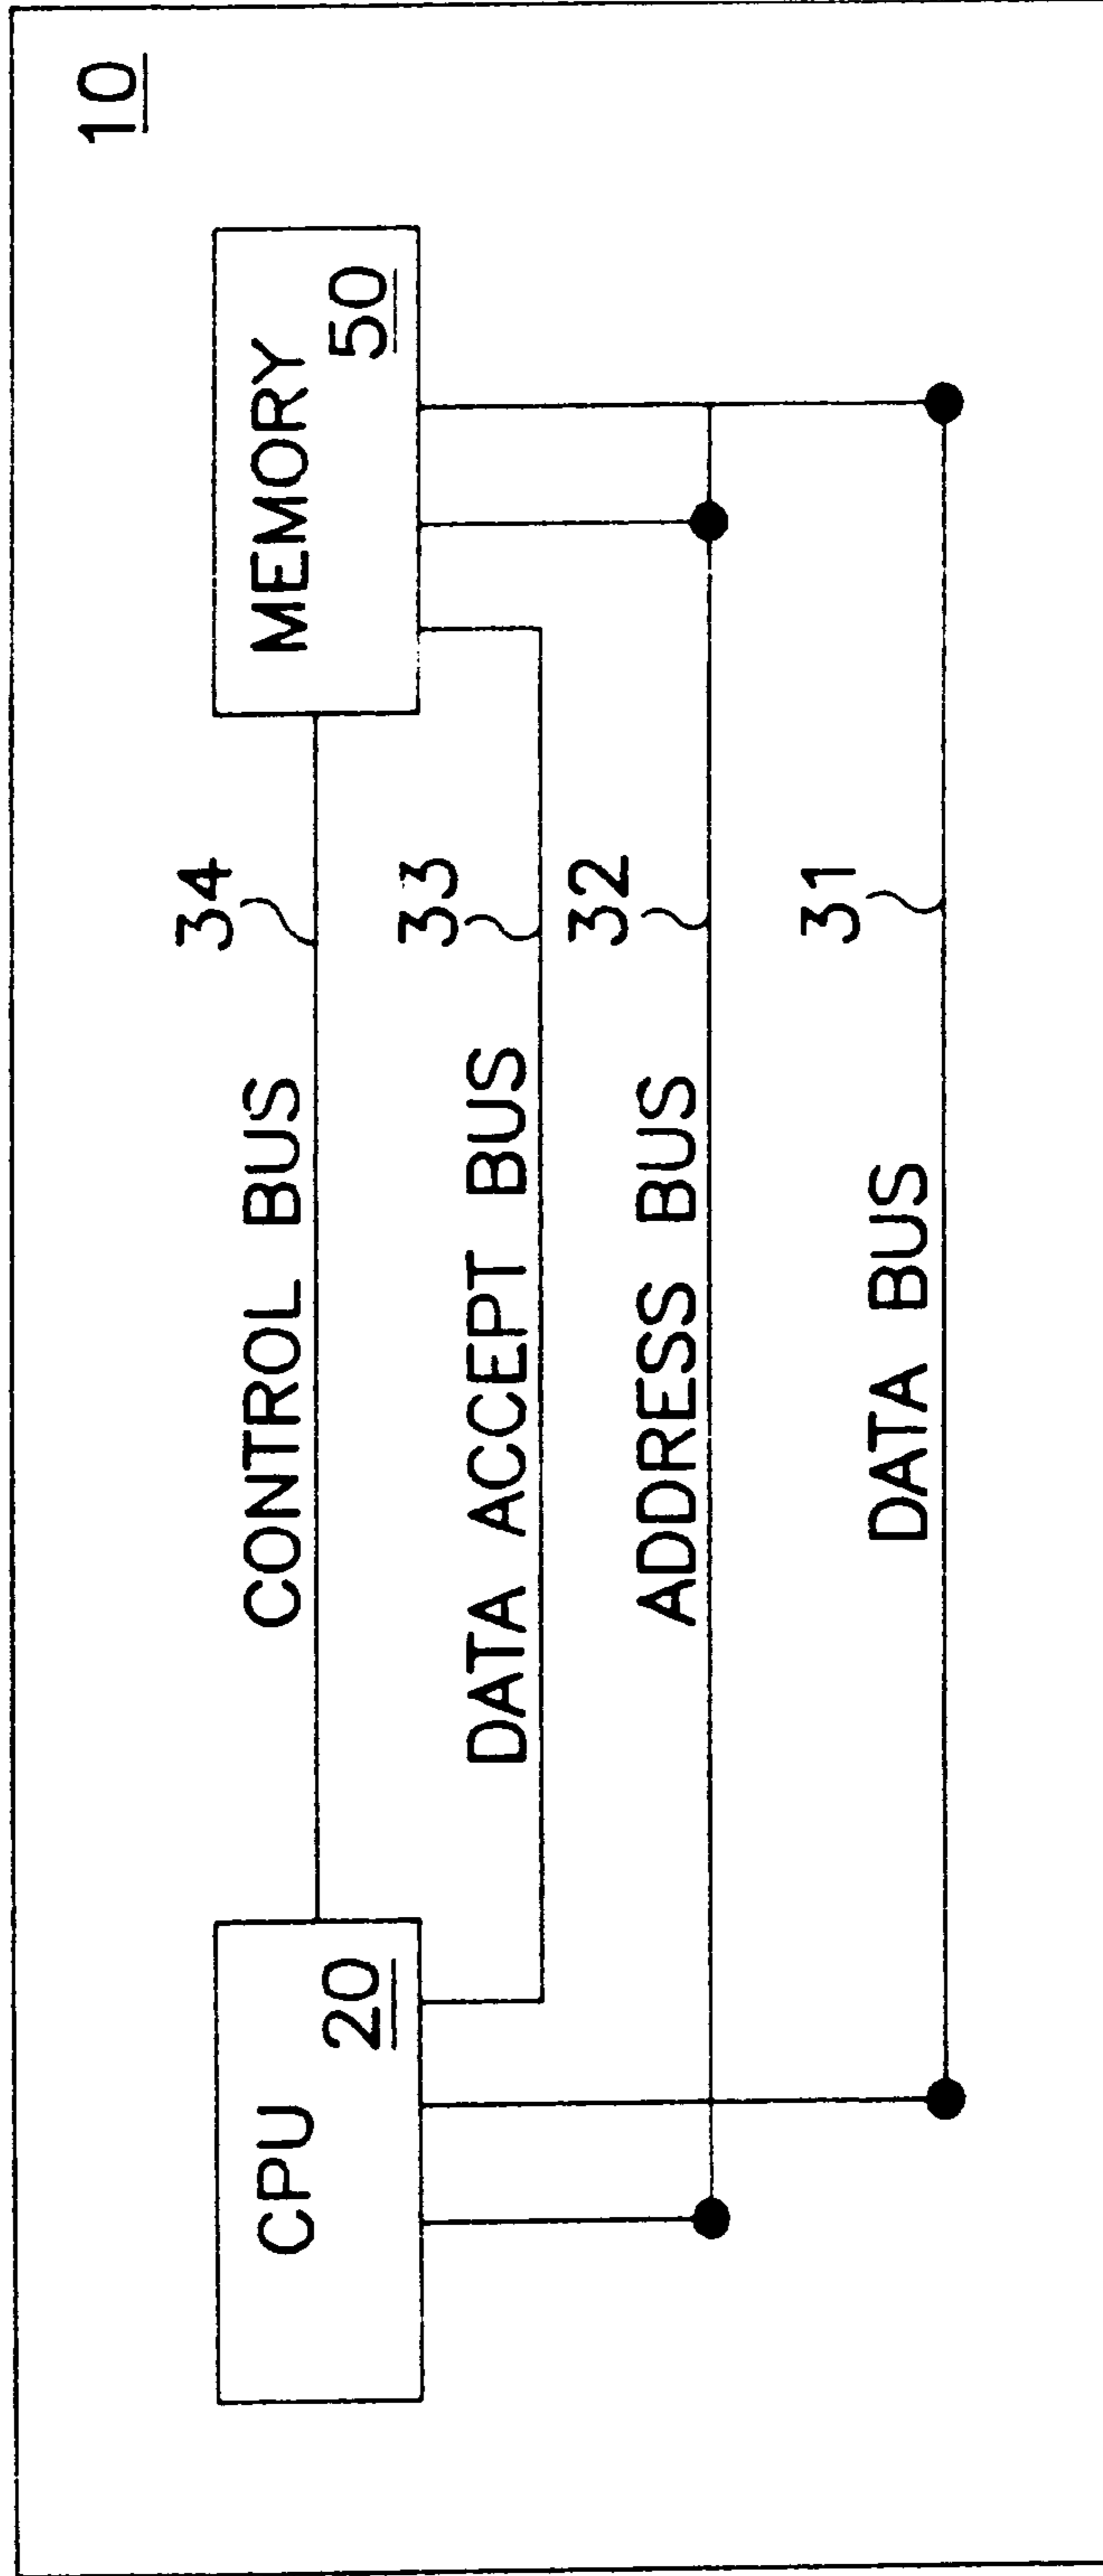 10
CPU
20
MEMORY
50
CONTROL BUS
34
DATA ACCEPT BUS
33
ADDRESS BUS
32
DATA BUS
31